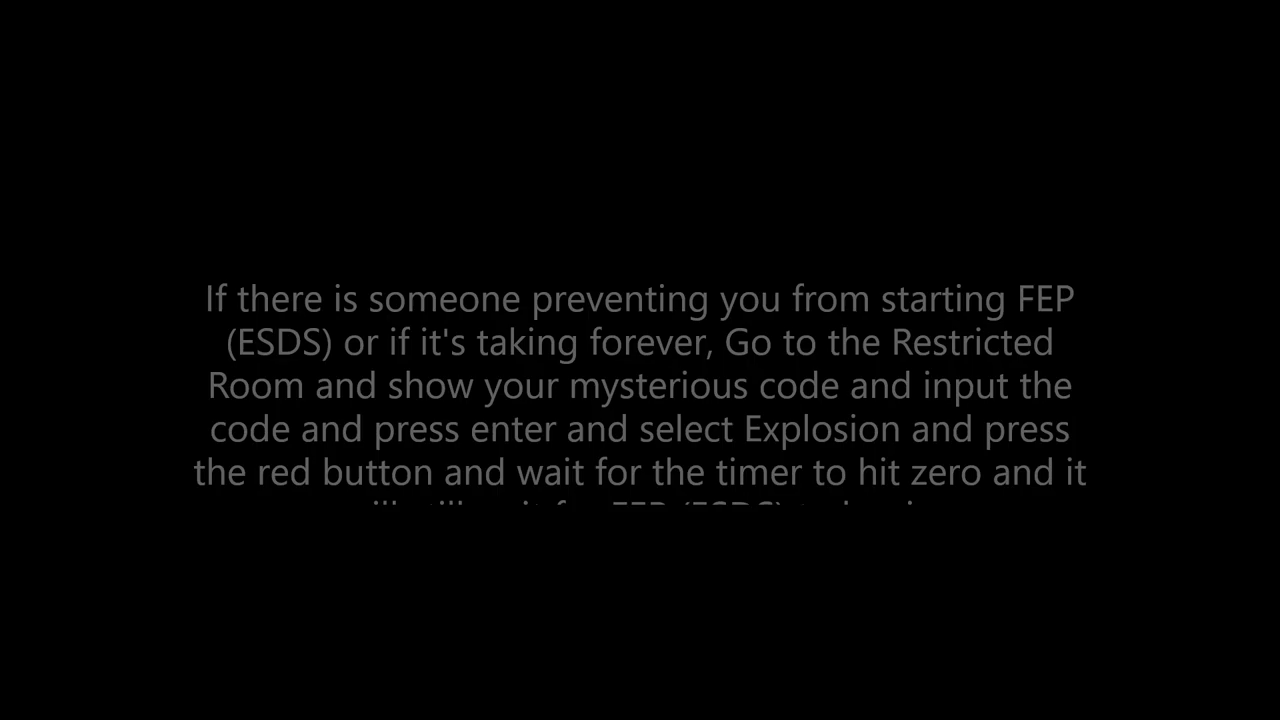 If there is someone preventing you from starting FEP
(ESDS) or if it's taking forever, Go to the Restricted
Room and show your mysterious code and input the
code and press enter and select Explosion and press
the red button and wait for the timer to hit zero and it